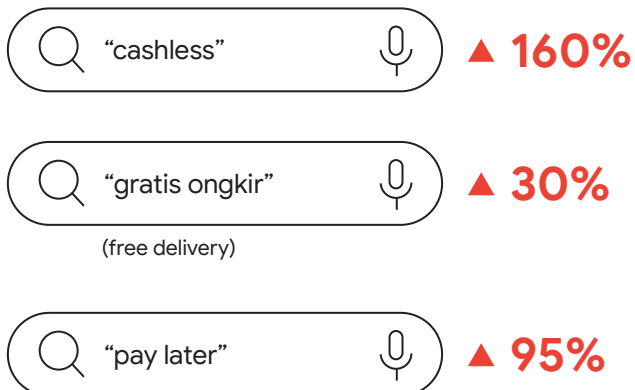 “cashless” ▲ 160%
“gratis ongkir” ▲ 30%
(free delivery)
“pay later” ▲ 95%